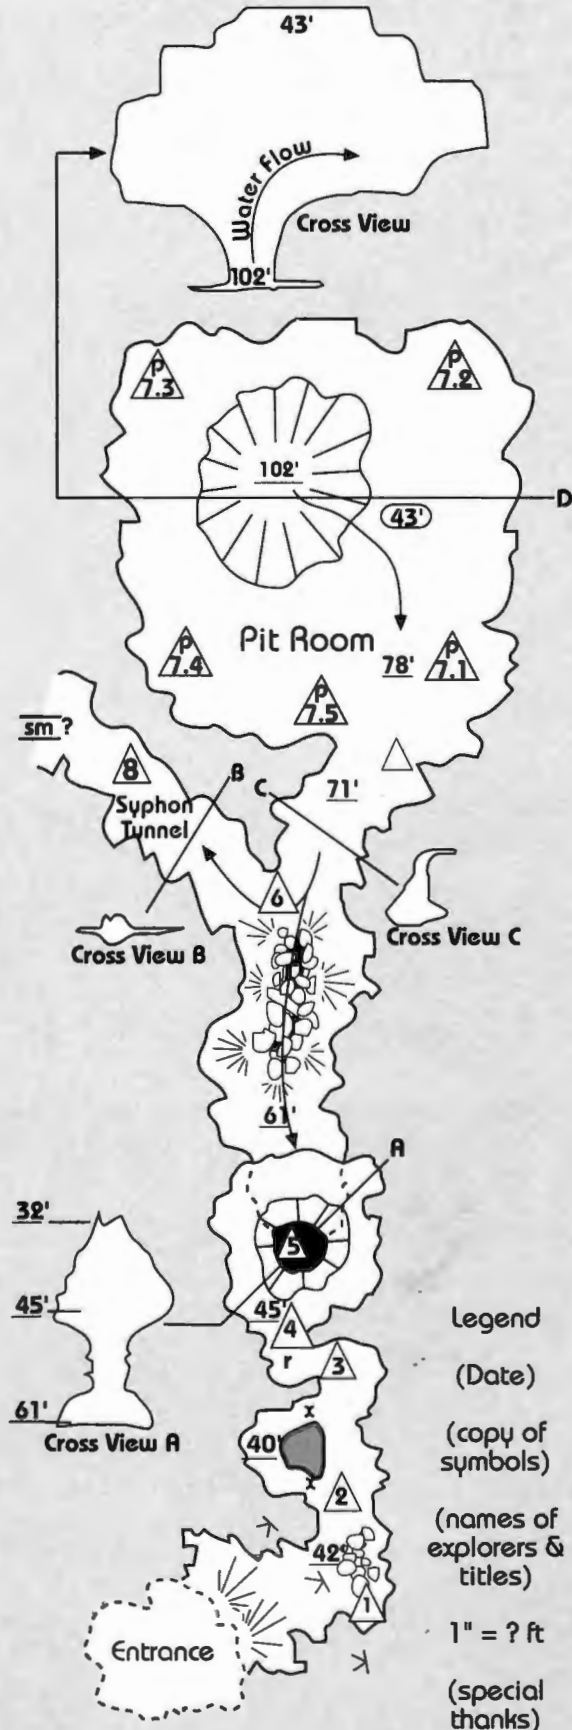 43'
Water Flow
Cross View
102'
P
7.3
P
7.2
102'
D
43'
Pit Room
P
7.4
78'
P
7.1
P
7.5
sm ?
8
B
C
71'
Syphon
Tunnel
6
Cross View B
Cross View C
61'
A
32'
5
45'
45'
4
r
3
61'
Cross View A
x
40'
x
2
42'
1
Entrance
Legend
(Date)
(copy of
symbols)
(names of
explorers &
titles)
1" = ? ft
(special
thanks)